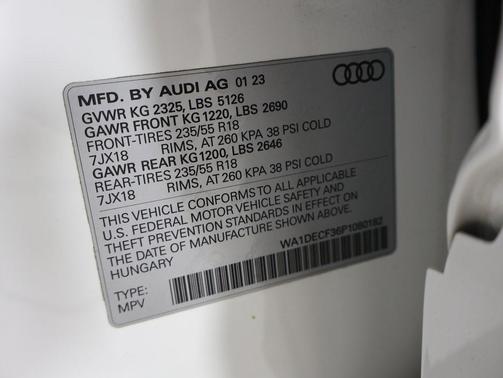 MFD. BY AUDI AG 01 23
GVWR KG 2325, LBS 5126
GAWR FRONT KG 1220, LBS 2690
FRONT-TIRES 235/55 R18
7JX18 RIMS, AT 260 KPA 38 PSI COLD
GAWR REAR KG1200, LBS 2646
REAR-TIRES 235/55 R18
7JX18 RIMS, AT 260 KPA 38 PSI COLD
THIS VEHICLE CONFORMS TO ALL APPLICABLE
U.S. FEDERAL MOTOR VEHICLE SAFETY AND
THEFT PREVENTION STANDARDS IN EFFECT ON
THE DATE OF MANUFACTURE SHOWN ABOVE.
HUNGARY WA1DECF36P1080182
TYPE:
MPV